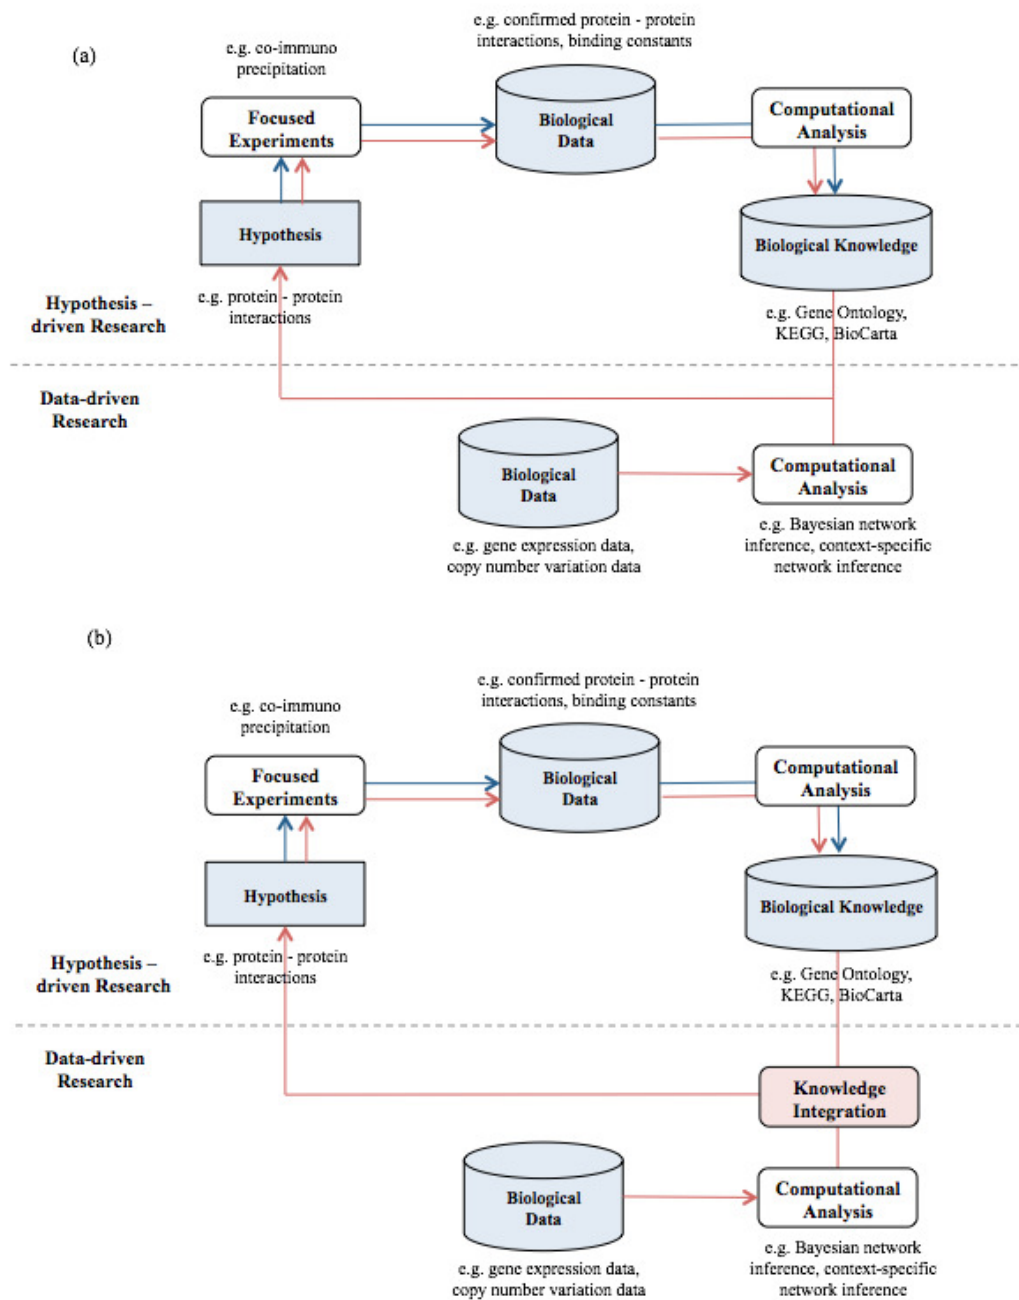 (a)
e.g. co-immuno
precipitation
e.g. confirmed protein - protein
interactions, binding constants
Focused
Experiments
Biological
Data
Computational
Analysis
Hypothesis
Biological Knowledge
e.g. protein - protein
interactions
e.g. Gene Ontology,
KEGG, BioCarta
Hypothesis –
driven Research
Data-driven
Research
Biological
Data
Computational
Analysis
e.g. gene expression data,
copy number variation data
e.g. Bayesian network
inference, context-specific
network inference
(b)
e.g. co-immuno
precipitation
e.g. confirmed protein - protein
interactions, binding constants
Focused
Experiments
Biological
Data
Computational
Analysis
Hypothesis
Biological Knowledge
e.g. protein - protein
interactions
e.g. Gene Ontology,
KEGG, BioCarta
Hypothesis –
driven Research
Data-driven
Research
Knowledge
Integration
Biological
Data
Computational
Analysis
e.g. gene expression data,
copy number variation data
e.g. Bayesian network
inference, context-specific
network inference